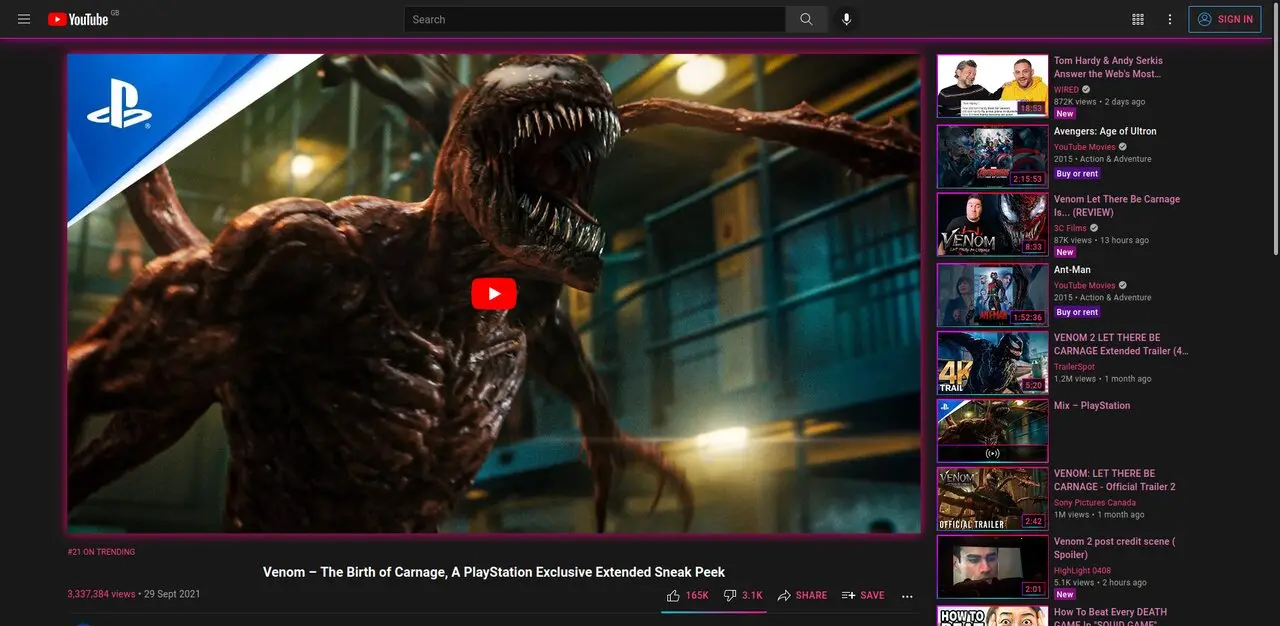 YouTube GB
Search
SIGN IN
#21 ON TRENDING
Venom – The Birth of Carnage, A PlayStation Exclusive Extended Sneak Peek
3,337,384 views • 29 Sept 2021
165K
3.1K
SHARE
SAVE
18:53
Tom Hardy & Andy Serkis
Answer the Web's Most...
WIRED
872K views • 2 days ago
New
2:15:53
Avengers: Age of Ultron
YouTube Movies
2015 • Action & Adventure
Buy or rent
VENOM
8:33
Venom Let There Be Carnage
Is... (REVIEW)
3C Films
87K views • 13 hours ago
New
ANT-MAN
1:52:36
Ant-Man
YouTube Movies
2015 • Action & Adventure
Buy or rent
4K
TRAIL
5:20
VENOM 2 LET THERE BE
CARNAGE Extended Trailer (4...
TrailerSpot
1.2M views • 1 month ago
Mix – PlayStation
VENOM
OFFICIAL TRAILER
2:42
VENOM: LET THERE BE
CARNAGE - Official Trailer 2
Sony Pictures Canada
1M views • 1 month ago
2:01
Venom 2 post credit scene (
Spoiler)
HighLight 0408
5.1K views • 2 hours ago
New
HOW TO
How To Beat Every DEATH
GAME In "SQUID GAME"